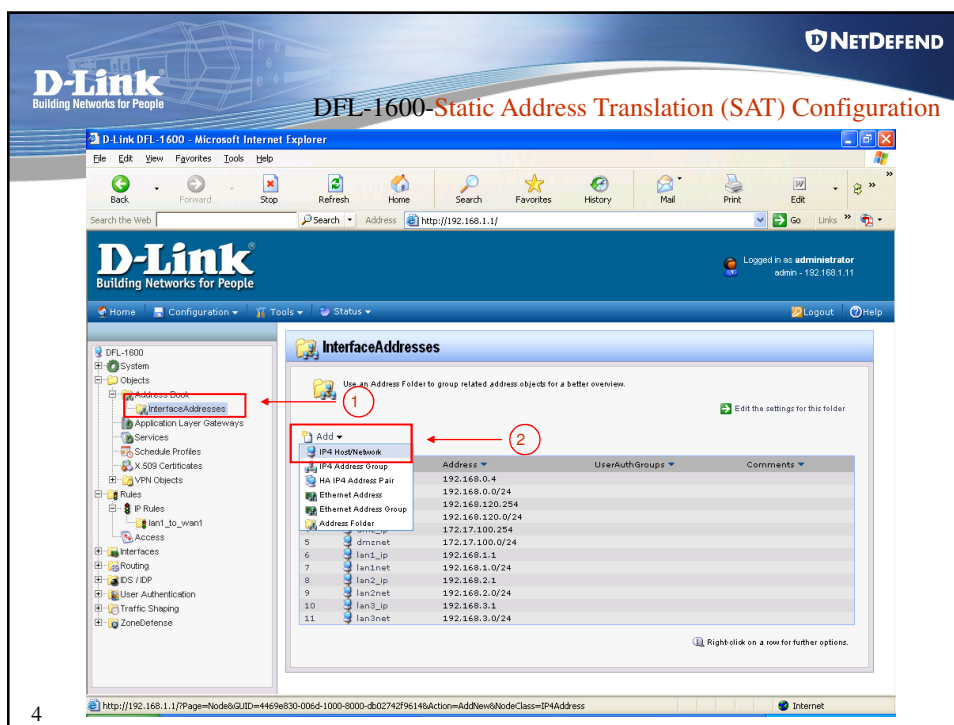 NETDEFEND
D-Link
Building Networks for People
DFL-1600-Static Address Translation (SAT) Configuration
D-Link DFL-1600 - Microsoft Internet Explorer
File Edit View Favorites Tools Help
Back Forward Stop Refresh Home Search Favorites History Mail Print Edit
Search the Web Search Address http://192.168.1.1/ Go Links
D-Link
Building Networks for People
Logged in as administrator
admin - 192.168.1.11
Home Configuration Tools Status Logout Help
DFL-1600
System
Objects
Address Book
InterfaceAddresses
Application Layer Gateways
Services
Schedule Profiles
X.509 Certificates
VPN Objects
Rules
IP Rules
lan1_to_wan1
Access
Interfaces
Routing
IDS / IDP
User Authentication
Traffic Shaping
ZoneDefense
InterfaceAddresses
Use an Address Folder to group related address objects for a better overview.
1
Edit the settings for this folder
Add
2
IP4 Host/Network
IP4 Address Group
HA IP4 Address Pair
Ethernet Address
Ethernet Address Group
Address Folder
Address UserAuthGroups Comments
192.168.0.4
192.168.0.0/24
192.168.120.254
192.168.120.0/24
172.17.100.254
5 dmznet 172.17.100.0/24
6 lan1_ip 192.168.1.1
7 lan1net 192.168.1.0/24
8 lan2_ip 192.168.2.1
9 lan2net 192.168.2.0/24
10 lan3_ip 192.168.3.1
11 lan3net 192.168.3.0/24
Right-click on a row for further options.
http://192.168.1.1/?Page=Node&GUID=4469e830-006d-1000-8000-db02742f9614&Action=AddNew&NodeClass=IP4Address Internet
4